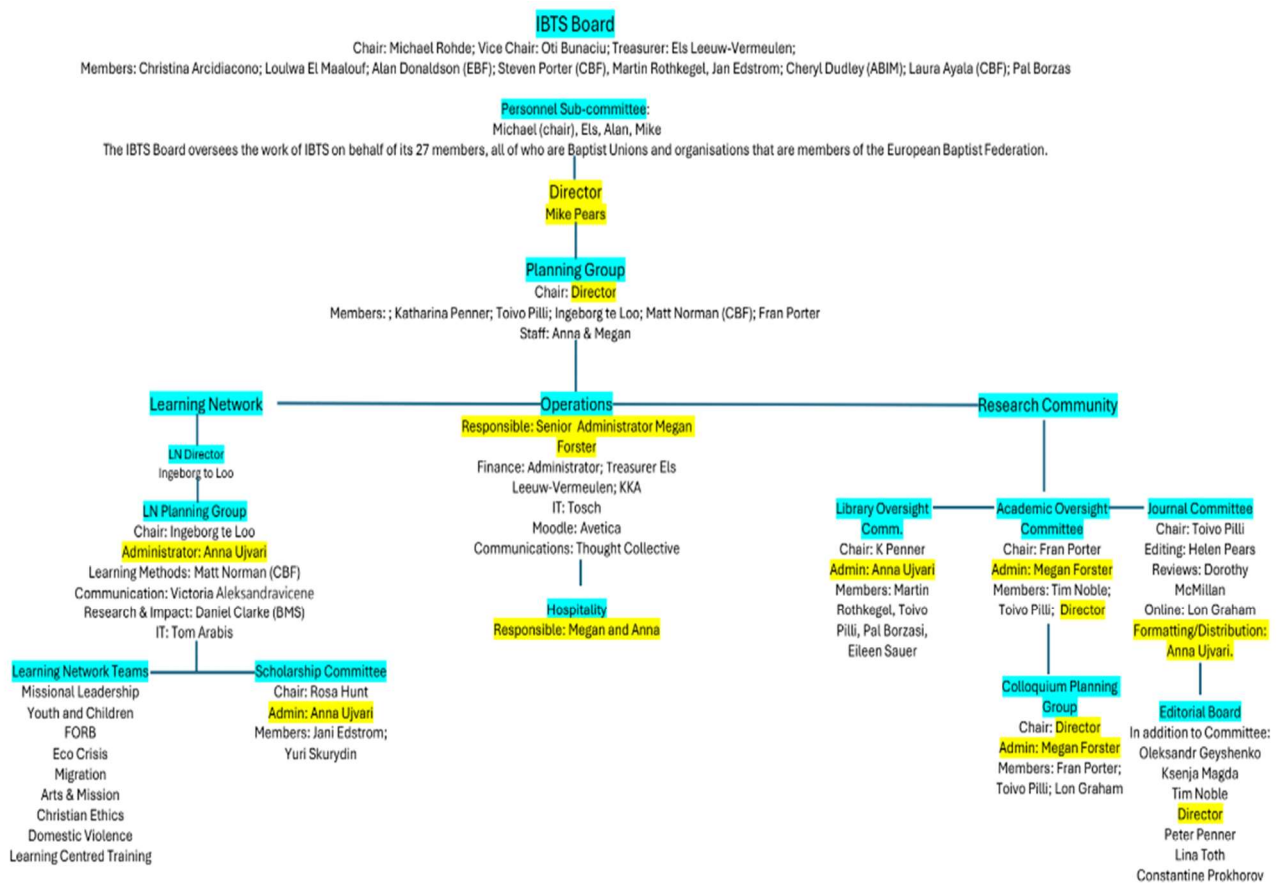 IBTS Board
Chair: Michael Rohde; Vice Chair: Oti Bunaciu; Treasurer: Els Leeuw-Vermeulen;
Members: Christina Arcidiacono; Loulwa El Maalouf; Alan Donaldson (EBF); Steven Porter (CBF), Martin Rothkegel, Jan Edstrom; Cheryl Dudley (ABIM); Laura Ayala (CBF); Pal Borzas
Personnel Sub-committee:
Michael (chair), Els, Alan, Mike
The IBTS Board oversees the work of IBTS on behalf of its 27 members, all of who are Baptist Unions and organisations that are members of the European Baptist Federation.
Director
Mike Pears
Planning Group
Chair: Director
Members: ; Katharina Penner; Toivo Pilli; Ingeborg te Loo; Matt Norman (CBF); Fran Porter
Staff: Anna & Megan
Learning Network
LN Director
Ingeborg to Loo
LN Planning Group
Chair: Ingeborg te Loo
Administrator: Anna Ujvari
Learning Methods: Matt Norman (CBF)
Communication: Victoria Aleksandravicene
Research & Impact: Daniel Clarke (BMS)
IT: Tom Arabis
Learning Network Teams
Missional Leadership
Youth and Children
FORB
Eco Crisis
Migration
Arts & Mission
Christian Ethics
Domestic Violence
Learning Centred Training
Scholarship Committee
Chair: Rosa Hunt
Admin: Anna Ujvari
Members: Jani Edstrom;
Yuri Skurydin
Operations
Responsible: Senior Administrator Megan
Forster
Finance: Administrator; Treasurer Els
Leeuw-Vermeulen; KKA
IT: Tosch
Moodle: Avetica
Communications: Thought Collective
Hospitality
Responsible: Megan and Anna
Research Community
Library Oversight
Comm.
Chair: K Penner
Admin: Anna Ujvari
Members: Martin
Rothkegel, Toivo
Pilli, Pal Borzasi,
Eileen Sauer
Academic Oversight
Committee
Chair: Fran Porter
Admin: Megan Forster
Members: Tim Noble;
Toivo Pilli; Director
Colloquium Planning
Group
Chair: Director
Admin: Megan Forster
Members: Fran Porter;
Toivo Pilli; Lon Graham
Journal Committee
Chair: Toivo Pilli
Editing: Helen Pears
Reviews: Dorothy
McMillan
Online: Lon Graham
Formatting/Distribution:
Anna Ujvari.
Editorial Board
In addition to Committee:
Oleksandr Geyshenko
Ksenja Magda
Tim Noble
Director
Peter Penner
Lina Toth
Constantine Prokhorov